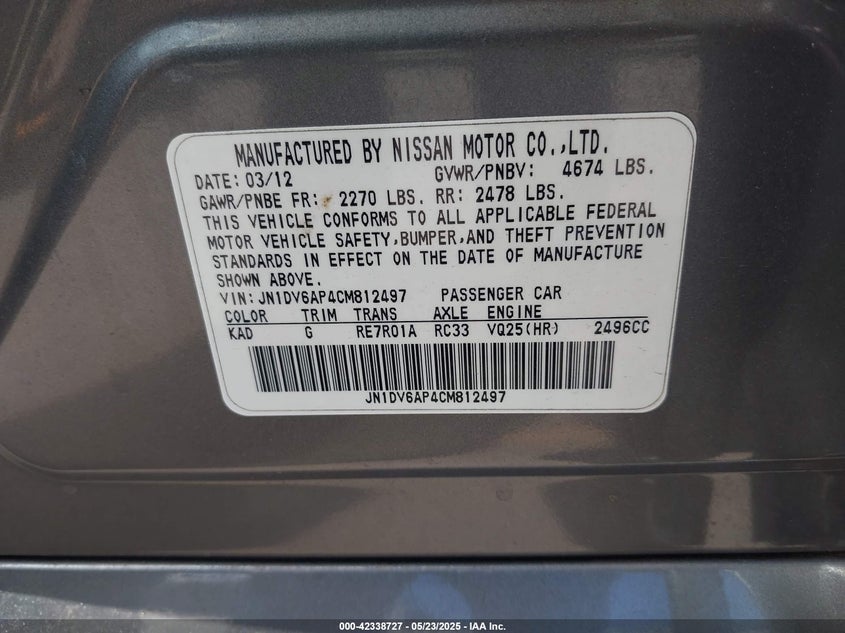 MANUFACTURED BY NISSAN MOTOR CO.,LTD.
DATE: 03/12 GVWR/PNBV: 4674 LBS.
GAWR/PNBE FR: 2270 LBS. RR: 2478 LBS.
THIS VEHICLE CONFORMS TO ALL APPLICABLE FEDERAL
MOTOR VEHICLE SAFETY,BUMPER,AND THEFT PREVENTION
STANDARDS IN EFFECT ON THE DATE OF MANUFACTURE
SHOWN ABOVE.
VIN: JN1DV6AP4CM812497 PASSENGER CAR
COLOR TRIM TRANS AXLE ENGINE
KAD G RE7R01A RC33 VQ25(HR) 2496CC
JN1DV6AP4CM812497
000-42338727 — 05/23/2025 — IAA Inc.